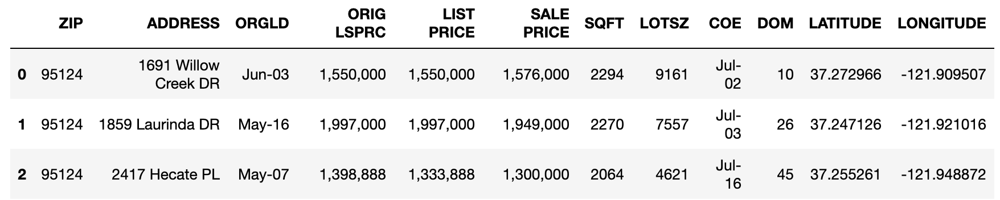 ZIP ADDRESS ORGLD ORIG LSPRC LIST PRICE SALE PRICE SQFT LOTSZ COE DOM LATITUDE LONGITUDE
0 95124 1691 Willow Creek DR Jun-03 1,550,000 1,550,000 1,576,000 2294 9161 Jul-02 10 37.272966 -121.909507
1 95124 1859 Laurinda DR May-16 1,997,000 1,997,000 1,949,000 2270 7557 Jul-03 26 37.247126 -121.921016
2 95124 2417 Hecate PL May-07 1,398,888 1,333,888 1,300,000 2064 4621 Jul-16 45 37.255261 -121.948872